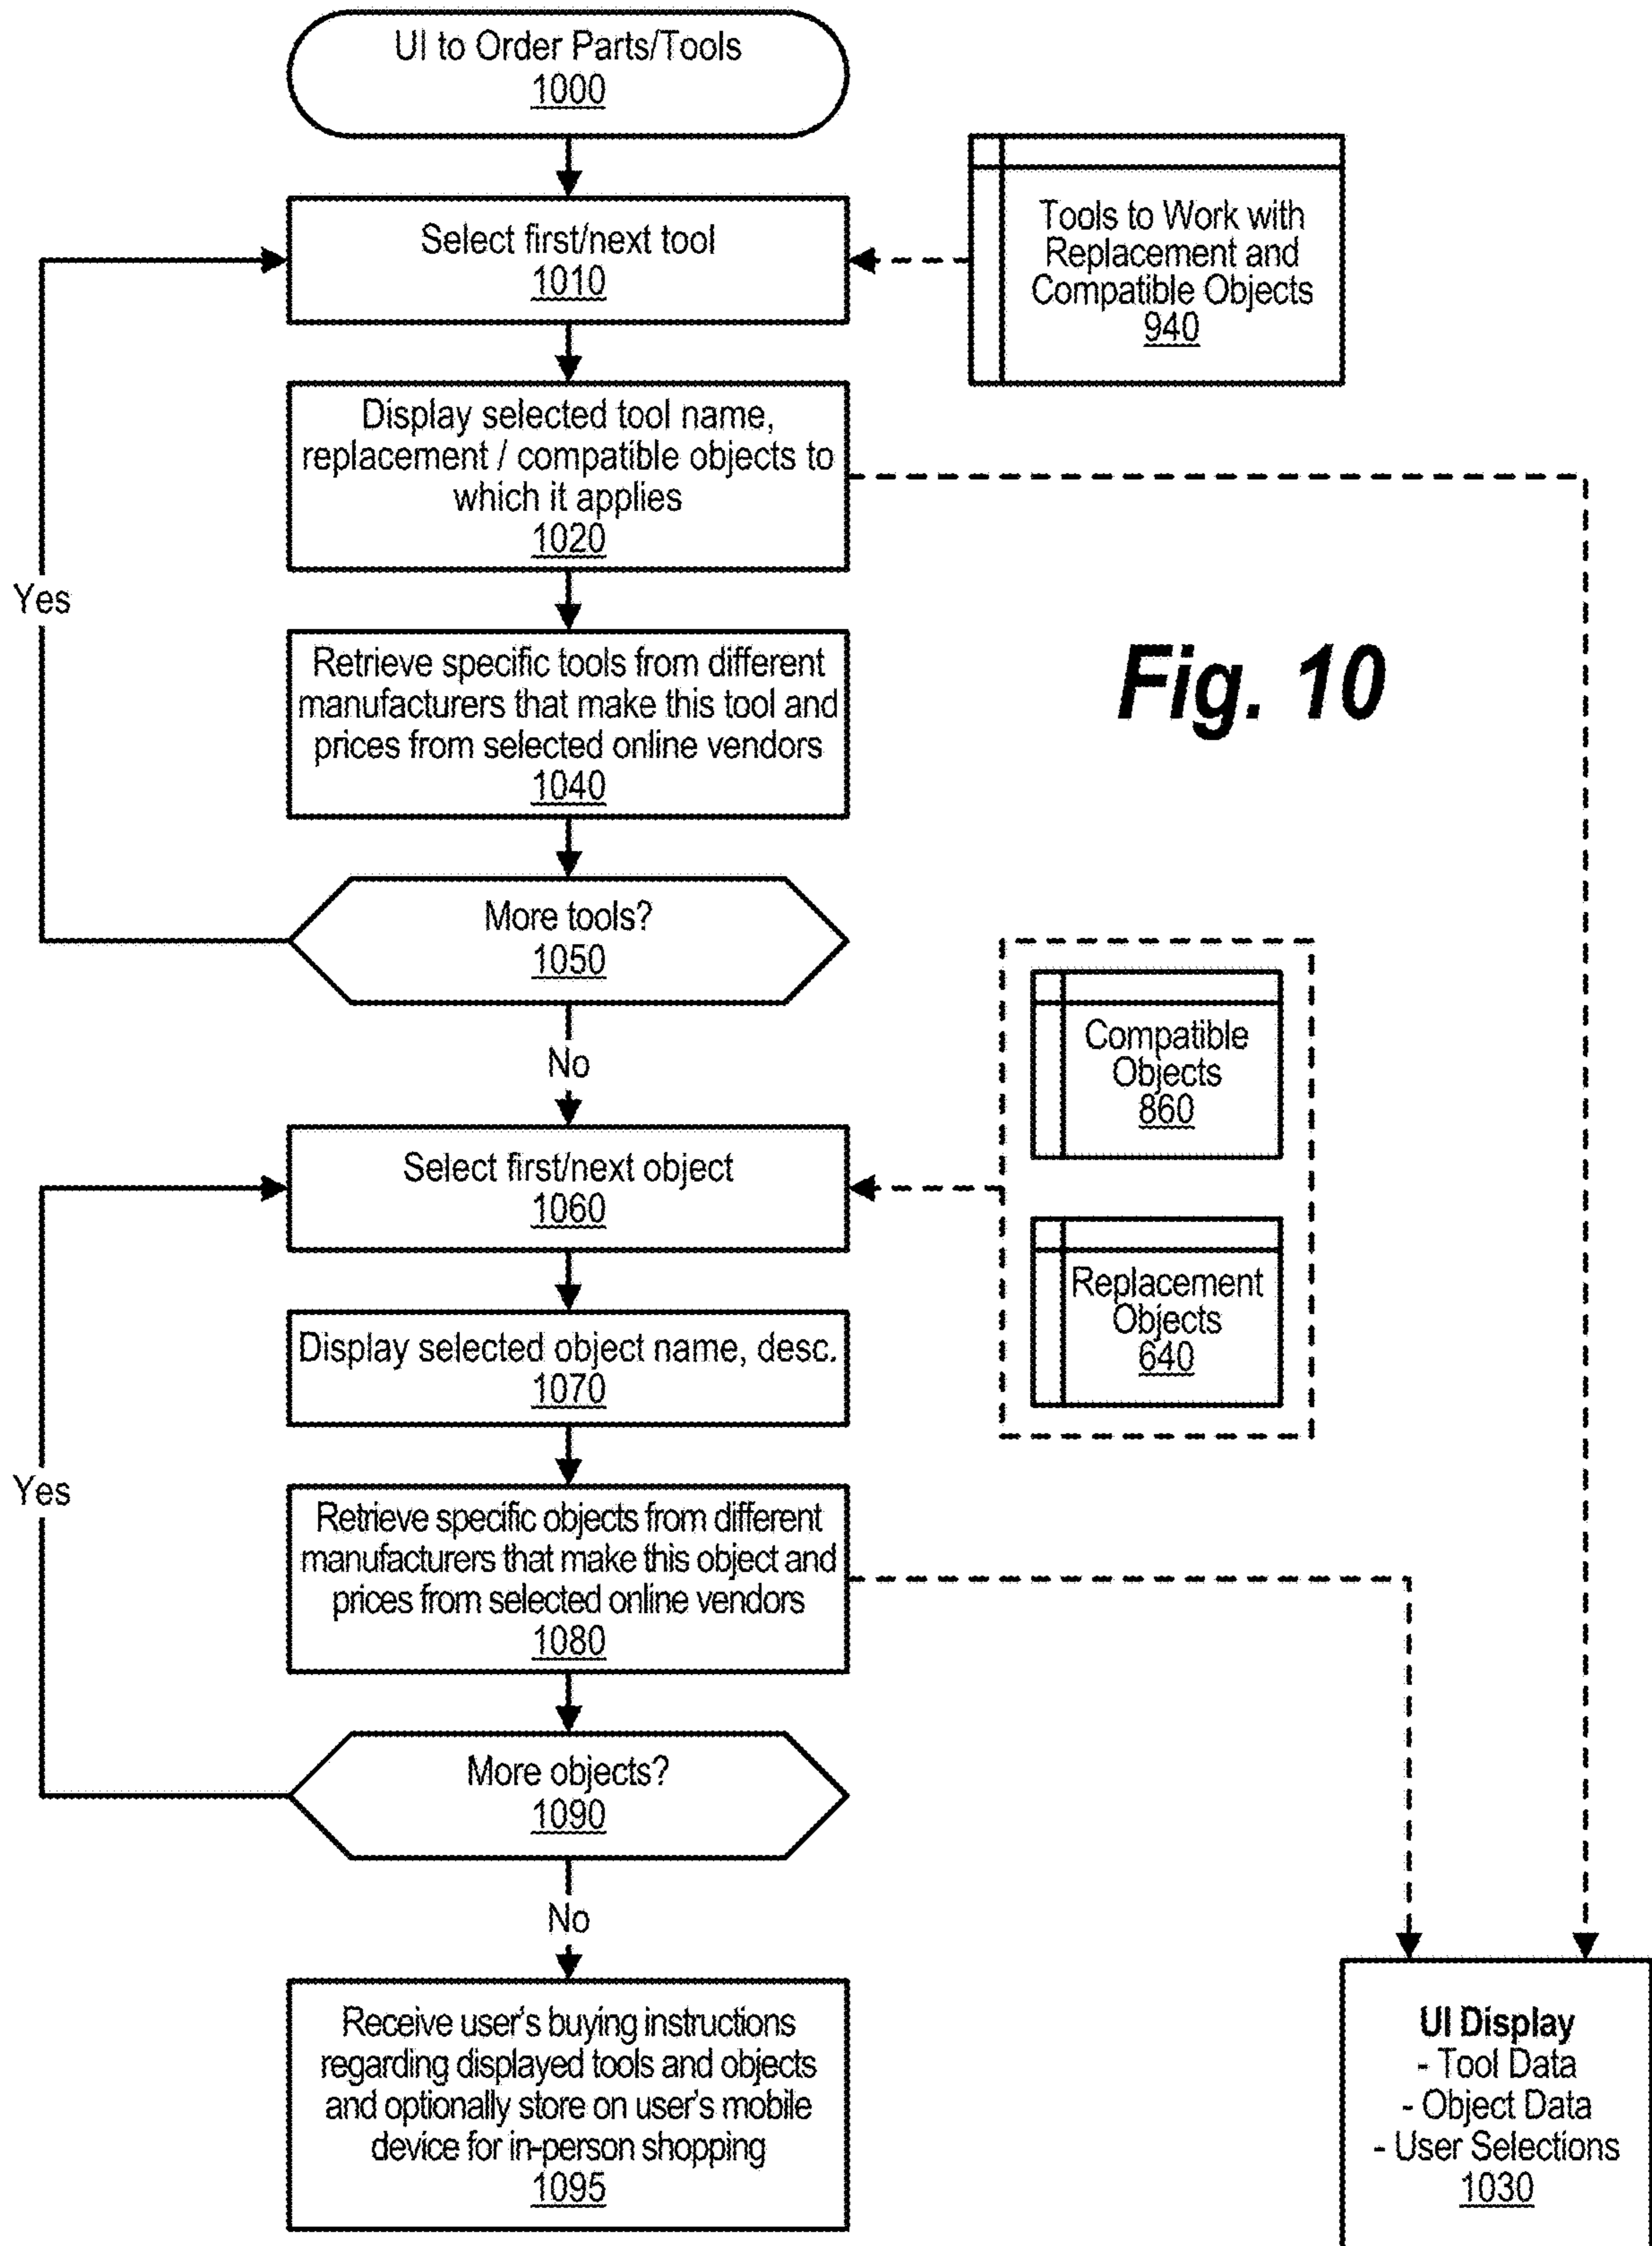 UI to Order Parts/Tools
1000
Select first/next tool
1010
Tools to Work with
Replacement and
Compatible Objects
940
Display selected tool name,
replacement / compatible objects to
which it applies
1020
Yes
Retrieve specific tools from different
manufacturers that make this tool and
prices from selected online vendors
1040
Fig. 10
More tools?
1050
No
Compatible
Objects
860
Select first/next object
1060
Replacement
Objects
640
Display selected object name, desc.
1070
Yes
Retrieve specific objects from different
manufacturers that make this object and
prices from selected online vendors
1080
More objects?
1090
No
Receive user's buying instructions
regarding displayed tools and objects
and optionally store on user's mobile
device for in-person shopping
1095
UI Display
- Tool Data
- Object Data
- User Selections
1030